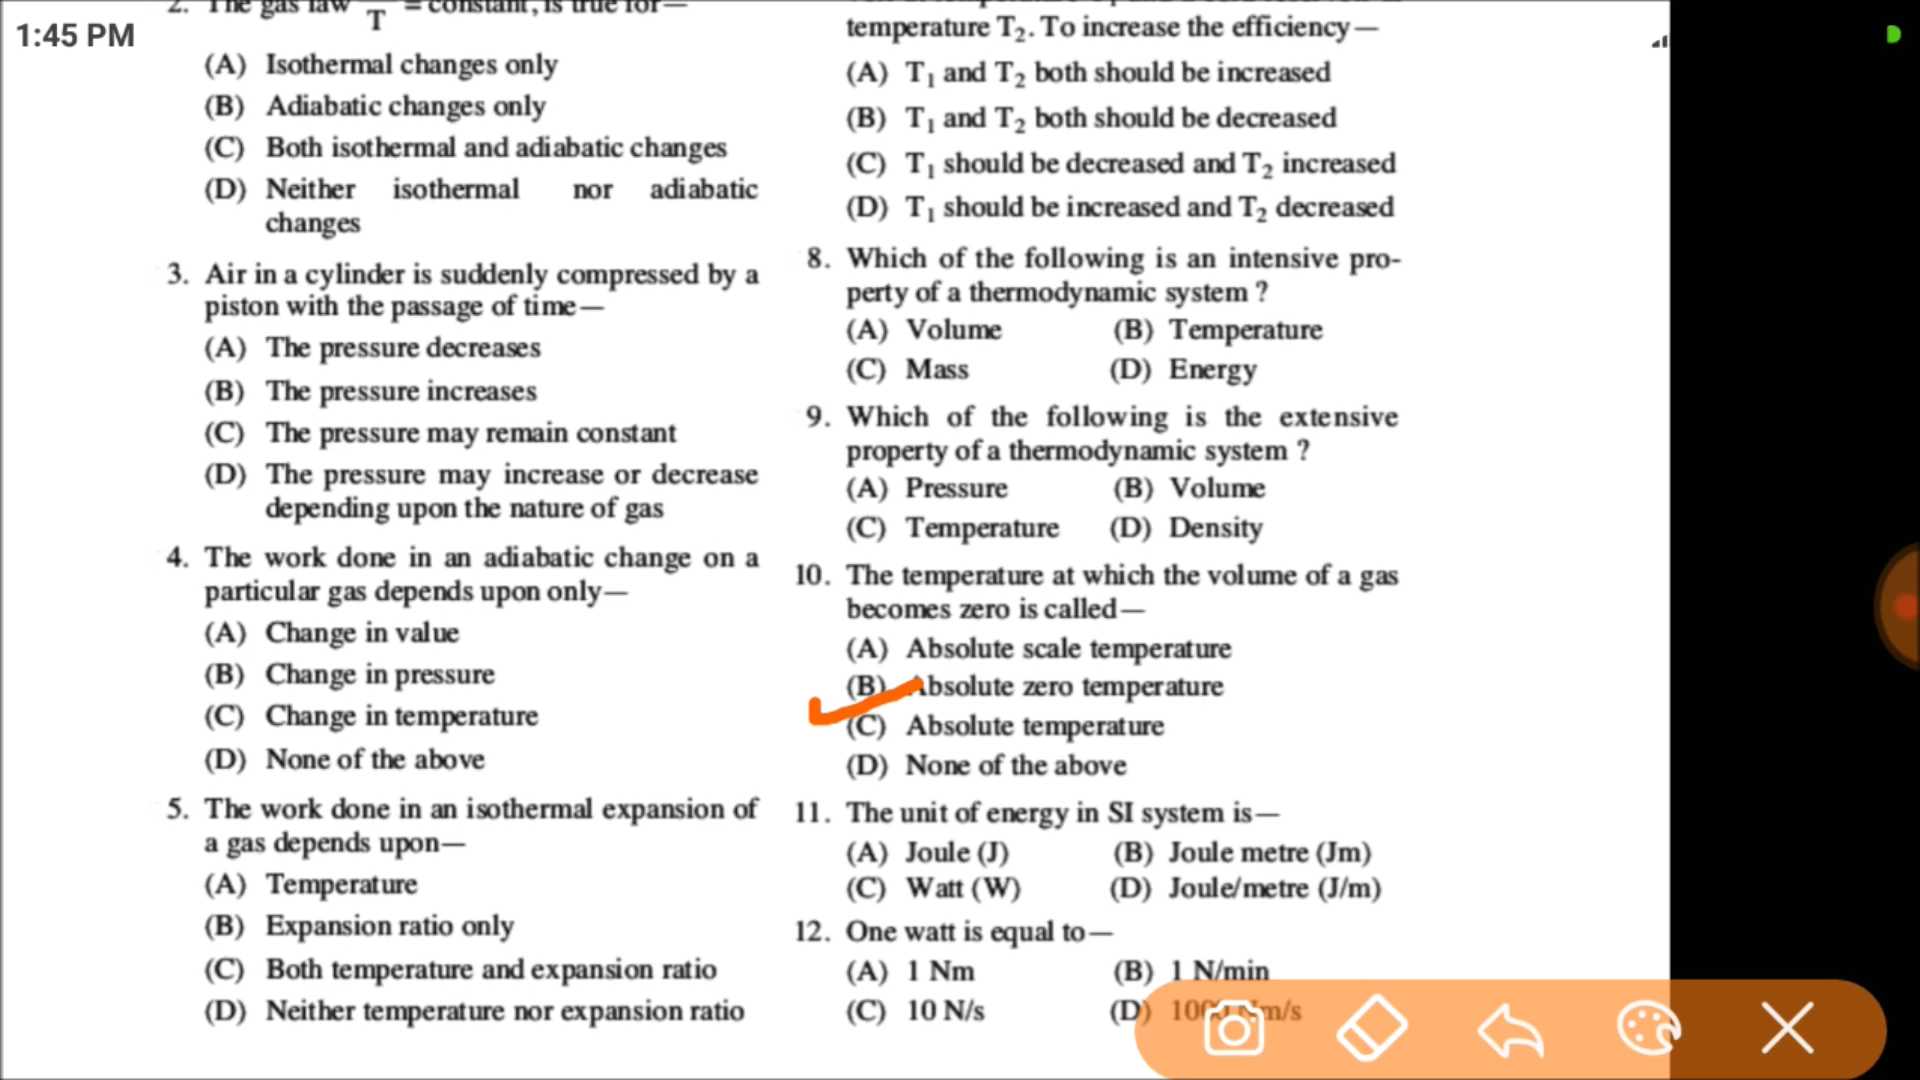 1:45 PM
2. The gas law T = constant, is true for—
(A) Isothermal changes only
(B) Adiabatic changes only
(C) Both isothermal and adiabatic changes
(D) Neither isothermal nor adiabatic
changes
3. Air in a cylinder is suddenly compressed by a
piston with the passage of time—
(A) The pressure decreases
(B) The pressure increases
(C) The pressure may remain constant
(D) The pressure may increase or decrease
depending upon the nature of gas
4. The work done in an adiabatic change on a
particular gas depends upon only—
(A) Change in value
(B) Change in pressure
(C) Change in temperature
(D) None of the above
5. The work done in an isothermal expansion of
a gas depends upon—
(A) Temperature
(B) Expansion ratio only
(C) Both temperature and expansion ratio
(D) Neither temperature nor expansion ratio
temperature T₂. To increase the efficiency—
(A) T₁ and T₂ both should be increased
(B) T₁ and T₂ both should be decreased
(C) T₁ should be decreased and T₂ increased
(D) T₁ should be increased and T₂ decreased
8. Which of the following is an intensive pro-
perty of a thermodynamic system ?
(A) Volume (B) Temperature
(C) Mass (D) Energy
9. Which of the following is the extensive
property of a thermodynamic system ?
(A) Pressure (B) Volume
(C) Temperature (D) Density
10. The temperature at which the volume of a gas
becomes zero is called—
(A) Absolute scale temperature
(B) Absolute zero temperature
(C) Absolute temperature
(D) None of the above
11. The unit of energy in SI system is—
(A) Joule (J) (B) Joule metre (Jm)
(C) Watt (W) (D) Joule/metre (J/m)
12. One watt is equal to—
(A) 1 Nm (B) 1 N/min
(C) 10 N/s (D)